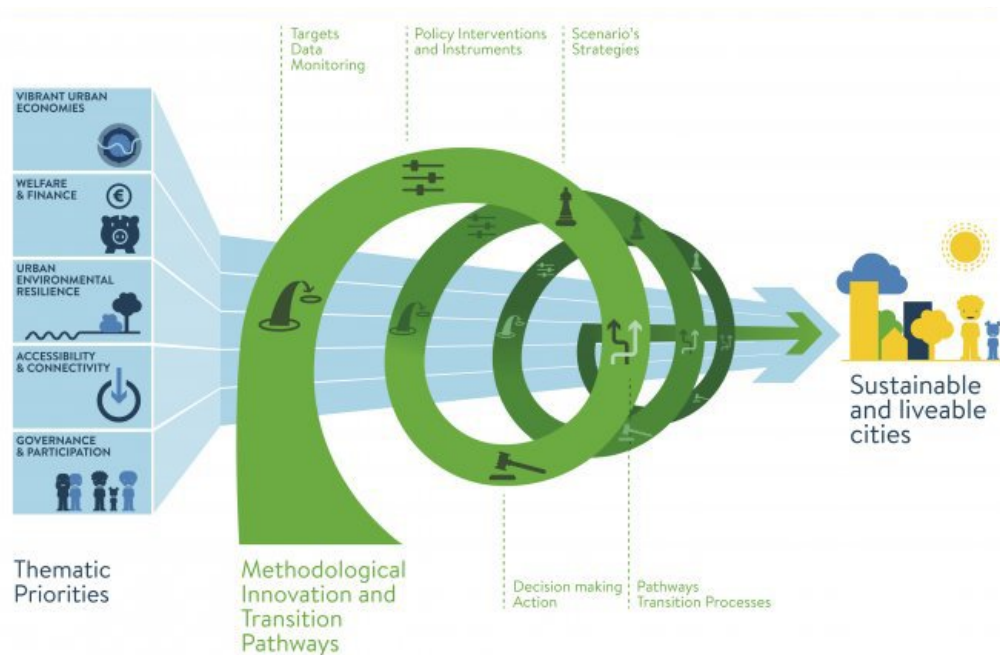 Targets
Data
Monitoring
Policy Interventions
and Instruments
Scenario's
Strategies
VIBRANT URBAN
ECONOMIES
WELFARE
& FINANCE
€
URBAN
ENVIRONMENTAL
RESILIENCE
ACCESSIBILITY
& CONNECTIVITY
GOVERNANCE
& PARTICIPATION
Sustainable
and liveable
cities
Thematic
Priorities
Methodological
Innovation and
Transition
Pathways
Decision making
Action
Pathways
Transition Processes